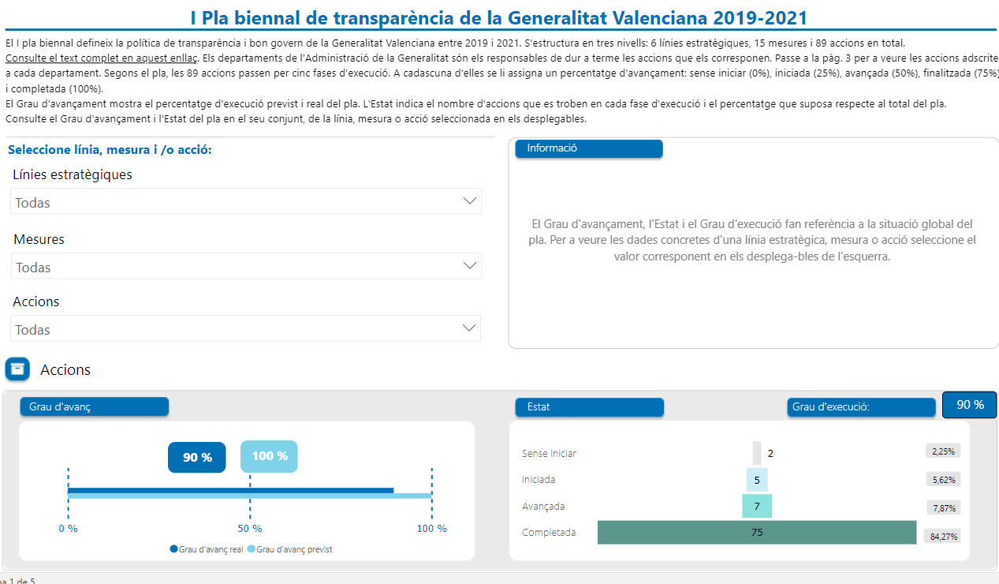 I Pla biennal de transparència de la Generalitat Valenciana 2019-2021
El I pla biennal defineix la política de transparència i bon govern de la Generalitat Valenciana entre 2019 i 2021. S'estructura en tres nivells: 6 línies estratègiques, 15 mesures i 89 accions en total.
Consulte el text complet en aquest enllaç. Els departaments de l'Administració de la Generalitat són els responsables de dur a terme les accions que els corresponen. Passe a la pàg. 3 per a veure les accions adscrite
a cada departament. Segons el pla, les 89 accions passen per cinc fases d'execució. A cadascuna d'elles se li assigna un percentatge d'avançament: sense iniciar (0%), iniciada (25%), avançada (50%), finalitzada (75%)
i completada (100%).
El Grau d'avançament mostra el percentatge d'execució previst i real del pla. L'Estat indica el nombre d'accions que es troben en cada fase d'execució i el percentatge que suposa respecte al total del pla.
Consulte el Grau d'avançament i l'Estat del pla en el seu conjunt, de la línia, mesura o acció seleccionada en els desplegables.
Seleccione línia, mesura i /o acció:
Línies estratègiques
Todas
Mesures
Todas
Accions
Todas
Informació
El Grau d'avançament, l'Estat i el Grau d'execució fan referència a la situació global del
pla. Per a veure les dades concretes d'una línia estratègica, mesura o acció seleccione el
valor corresponent en els desplega-bles de l'esquerra.
Accions
Grau d'avanç
90 % 100 %
0 % 50 % 100 %
Grau d'avanç real Grau d'avanç previst
Estat
Grau d'execució:
90 %
Sense iniciar 2 2,25%
Iniciada 5 5,62%
Avançada 7 7,87%
Completada 75 84,27%
na 1 de 5